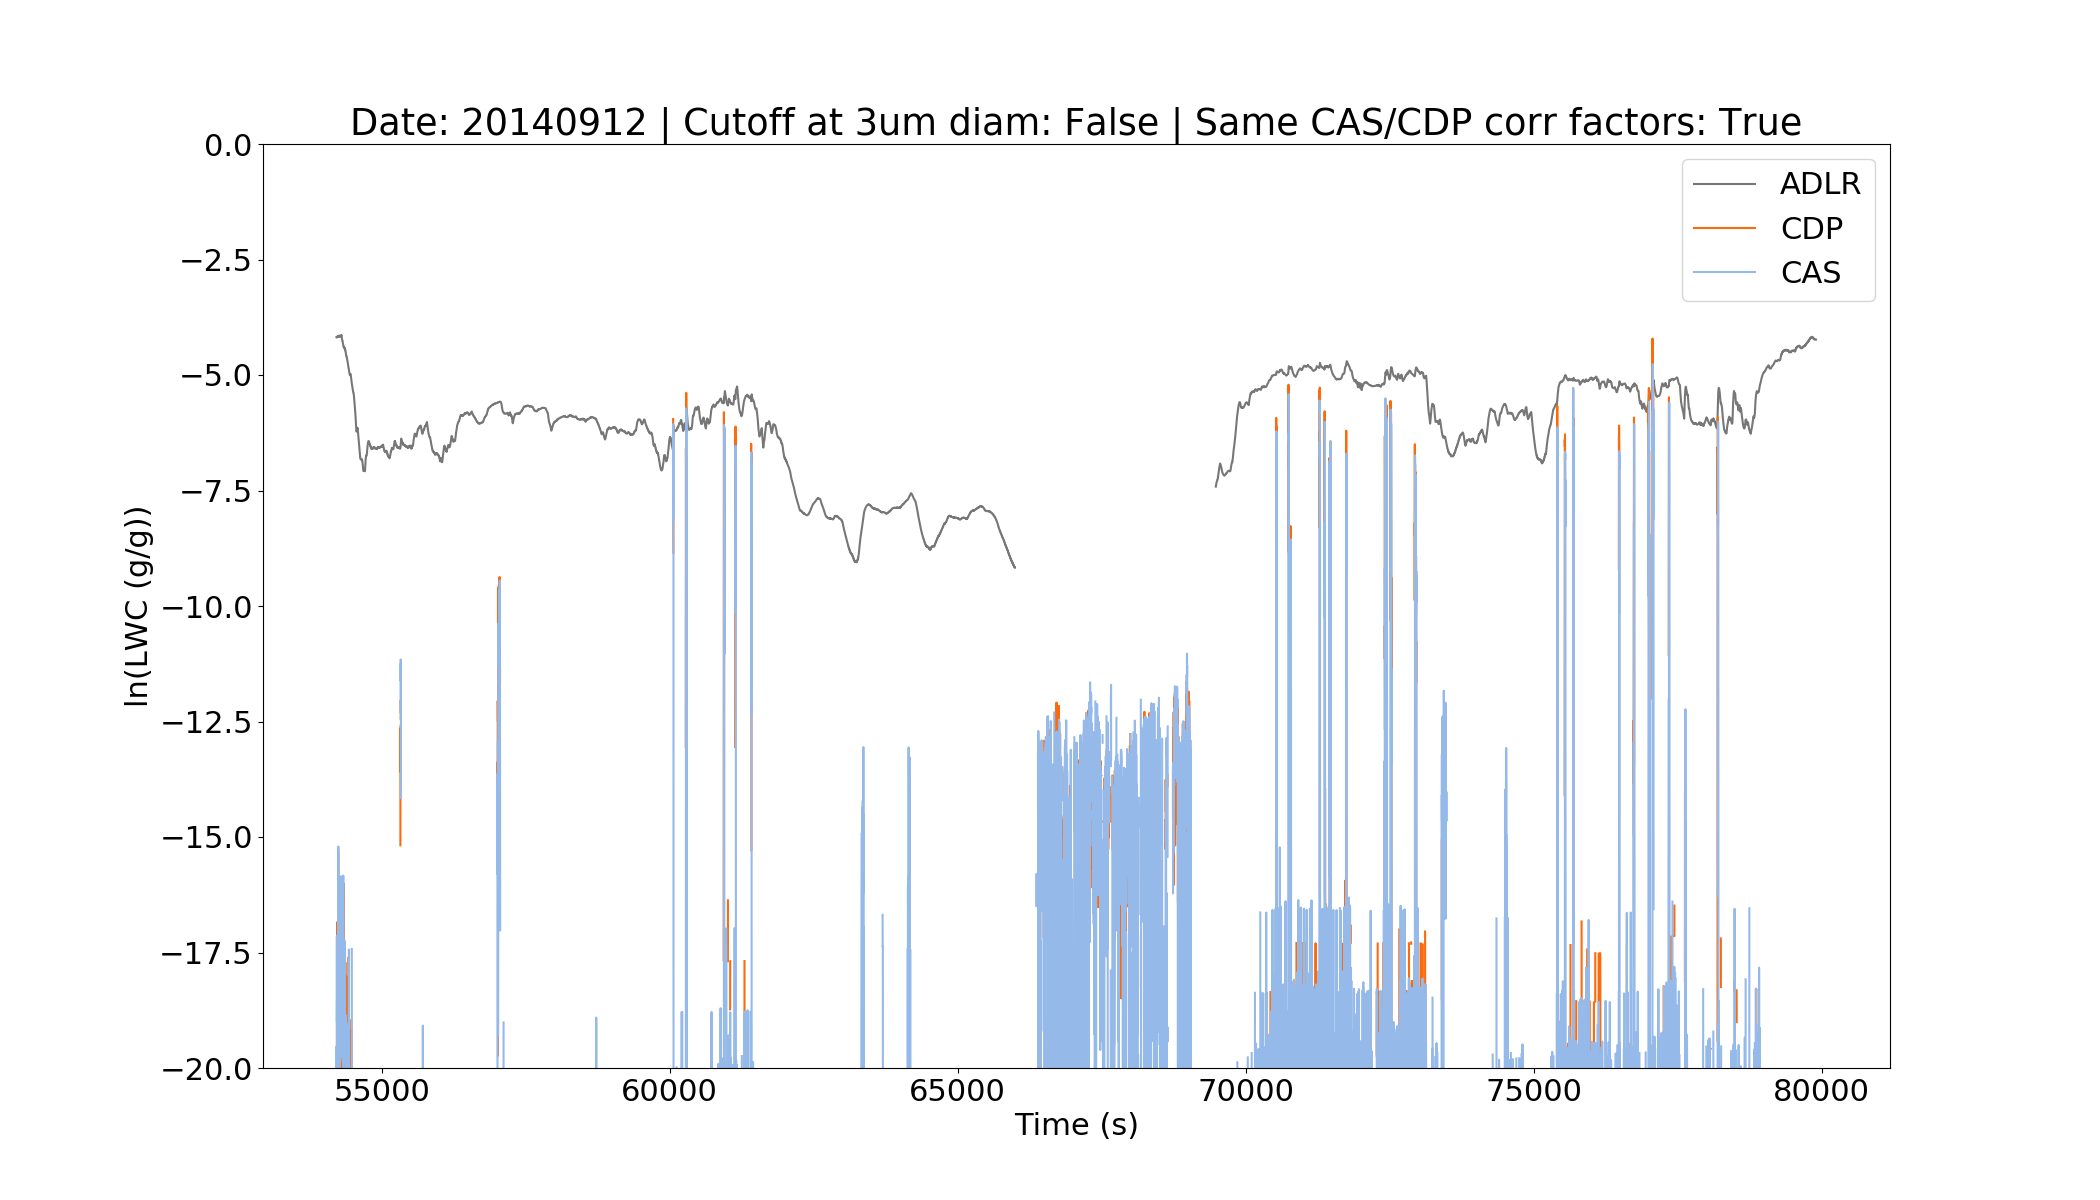 Date: 20140912 | Cutoff at 3um diam: False | Same CAS/CDP corr factors: True
ADLR
CDP
CAS
0.0
−2.5
−5.0
−7.5
−10.0
−12.5
−15.0
−17.5
−20.0
ln(LWC (g/g))
55000 60000 65000 70000 75000 80000
Time (s)